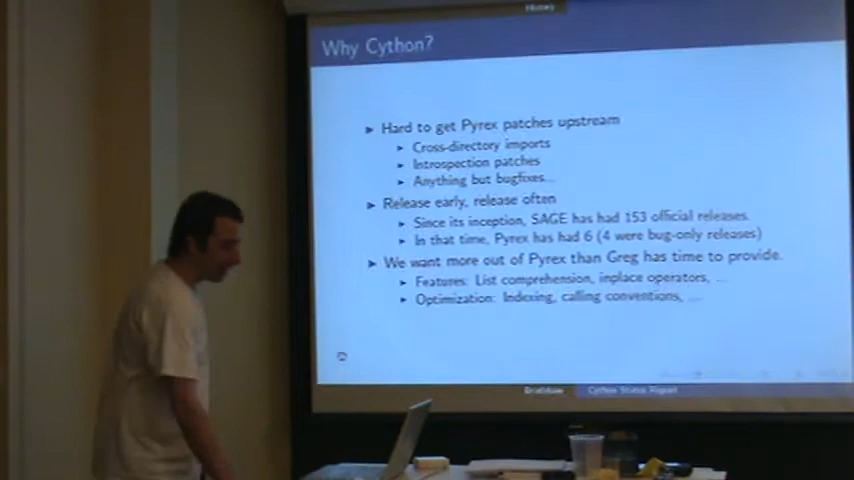 History
Why Cython?
Hard to get Pyrex patches upstream
Cross-directory imports
Introspection patches
Anything but bugfixes...
Release early, release often
Since its inception, SAGE has had 153 official releases.
In that time, Pyrex has had 6 (4 were bug-only releases)
We want more out of Pyrex than Greg has time to provide.
Features: List comprehension, inplace operators, ...
Optimization: Indexing, calling conventions, ...
Bradshaw
Cython Status Report